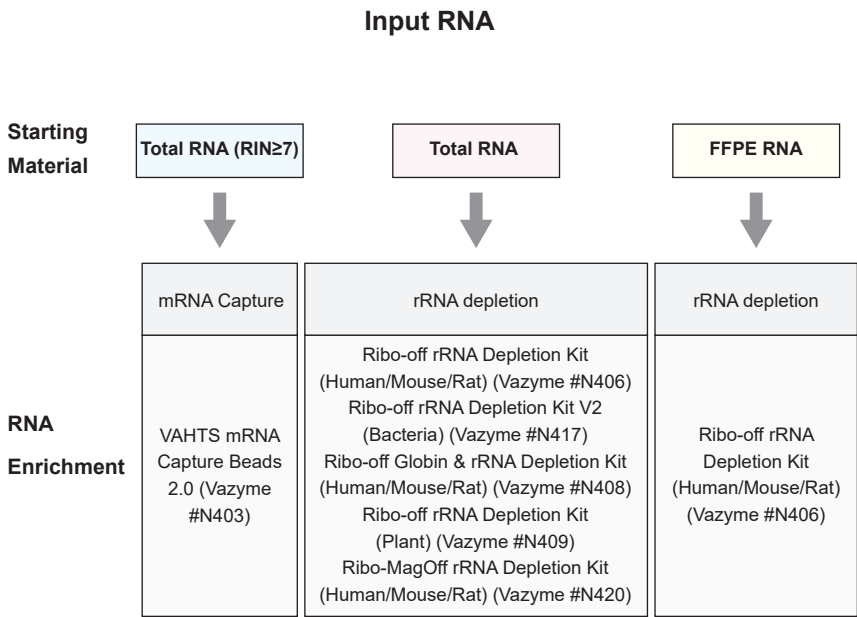 Input RNA
Starting
Material
Total RNA (RIN≥7)
Total RNA
FFPE RNA
mRNA Capture
rRNA depletion
rRNA depletion
RNA
Enrichment
VAHTS mRNA
Capture Beads
2.0 (Vazyme
#N403)
Ribo-off rRNA Depletion Kit
(Human/Mouse/Rat) (Vazyme #N406)
Ribo-off rRNA Depletion Kit V2
(Bacteria) (Vazyme #N417)
Ribo-off Globin & rRNA Depletion Kit
(Human/Mouse/Rat) (Vazyme #N408)
Ribo-off rRNA Depletion Kit
(Plant) (Vazyme #N409)
Ribo-MagOff rRNA Depletion Kit
(Human/Mouse/Rat) (Vazyme #N420)
Ribo-off rRNA
Depletion Kit
(Human/Mouse/Rat)
(Vazyme #N406)